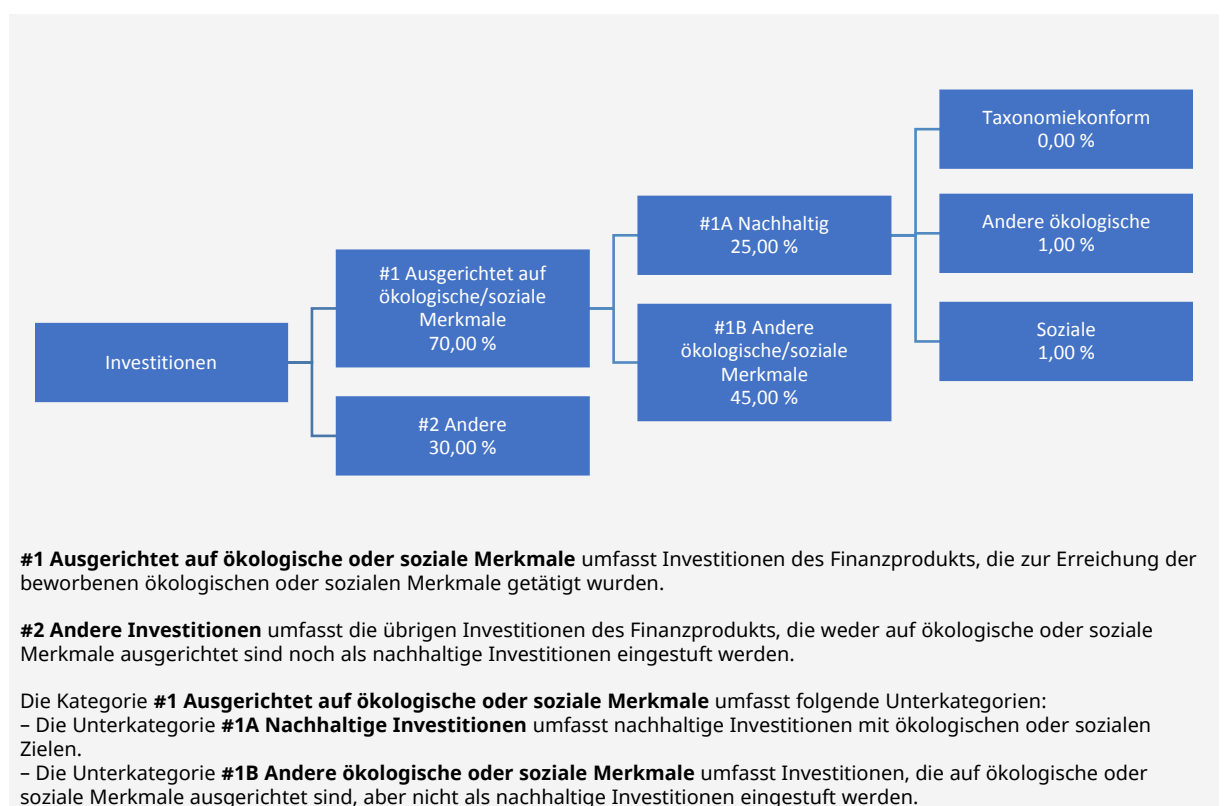 Investitionen
#1 Ausgerichtet auf
ökologische/soziale
Merkmale
70,00 %
#2 Andere
30,00 %
#1A Nachhaltig
25,00 %
#1B Andere
ökologische/soziale
Merkmale
45,00 %
Taxonomiekonform
0,00 %
Andere ökologische
1,00 %
Soziale
1,00 %
#1 Ausgerichtet auf ökologische oder soziale Merkmale umfasst Investitionen des Finanzprodukts, die zur Erreichung der
beworbenen ökologischen oder sozialen Merkmale getätigt wurden.
#2 Andere Investitionen umfasst die übrigen Investitionen des Finanzprodukts, die weder auf ökologische oder soziale
Merkmale ausgerichtet sind noch als nachhaltige Investitionen eingestuft werden.
Die Kategorie #1 Ausgerichtet auf ökologische oder soziale Merkmale umfasst folgende Unterkategorien:
– Die Unterkategorie #1A Nachhaltige Investitionen umfasst nachhaltige Investitionen mit ökologischen oder sozialen
Zielen.
– Die Unterkategorie #1B Andere ökologische oder soziale Merkmale umfasst Investitionen, die auf ökologische oder
soziale Merkmale ausgerichtet sind, aber nicht als nachhaltige Investitionen eingestuft werden.